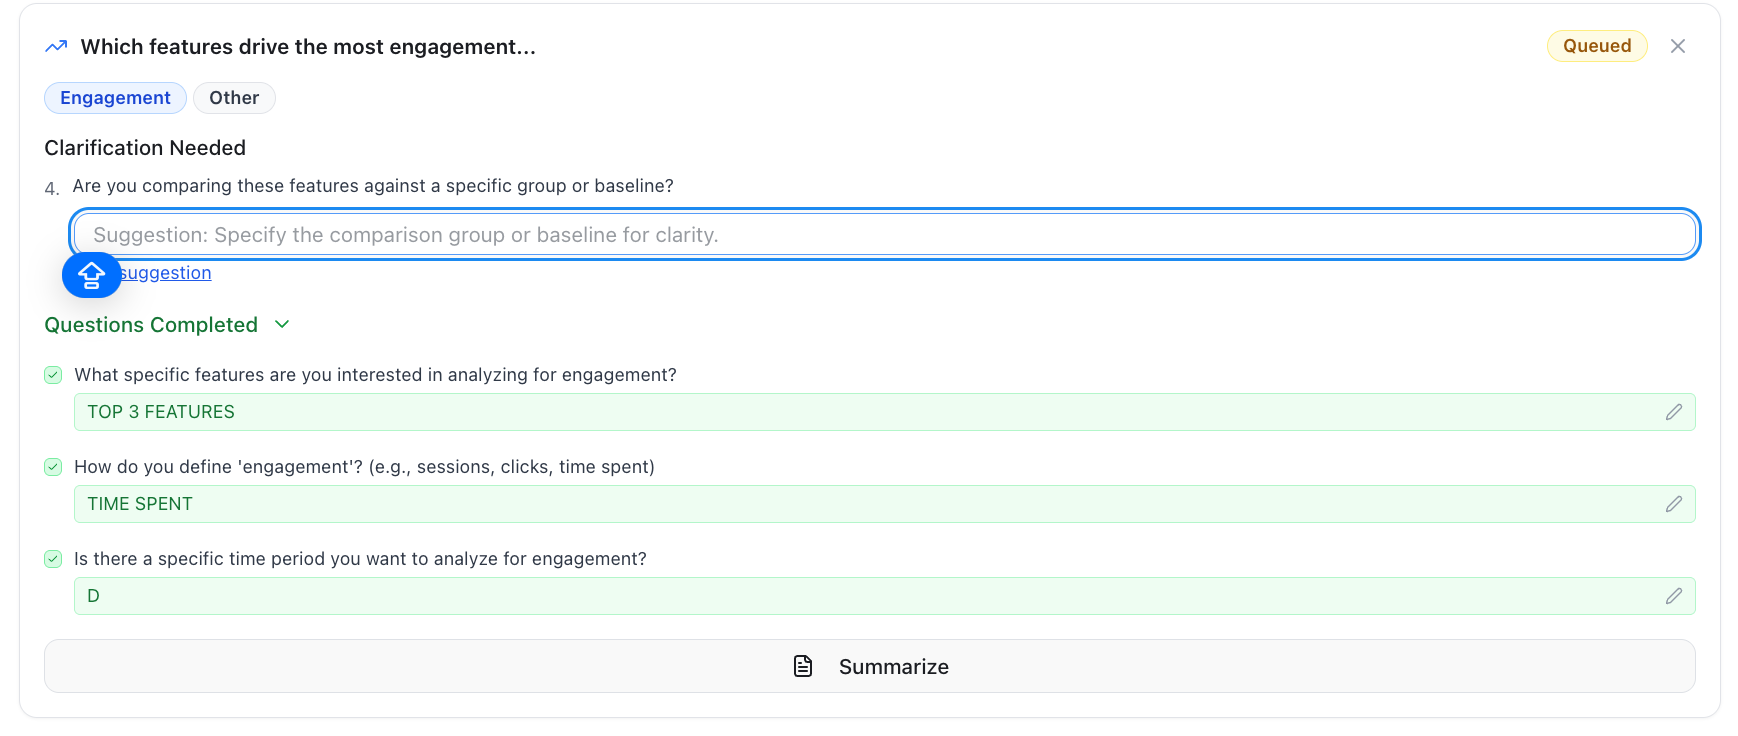 Which features drive the most engagement...
Queued
Engagement
Other
Clarification Needed
4. Are you comparing these features against a specific group or baseline?
Suggestion: Specify the comparison group or baseline for clarity.
suggestion
Questions Completed
What specific features are you interested in analyzing for engagement?
TOP 3 FEATURES
How do you define 'engagement'? (e.g., sessions, clicks, time spent)
TIME SPENT
Is there a specific time period you want to analyze for engagement?
D
Summarize